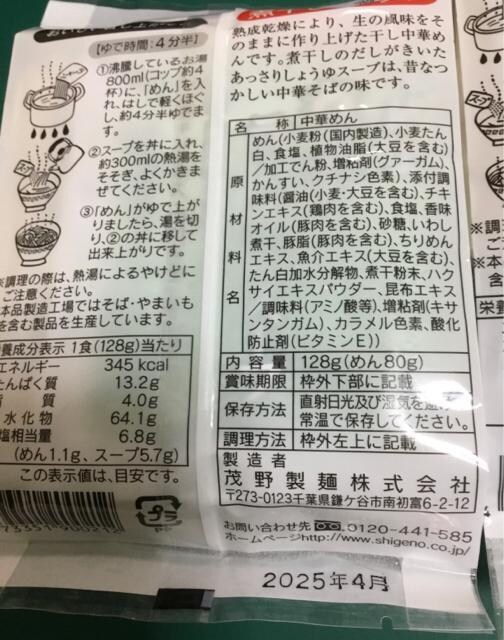 [ゆで時間:4分半]
①沸騰しているお湯
800ml(コップ約4
杯)に、「めん」を入
れ、はしで軽くほぐ
し、約4分半ゆでま
す。
②スープを丼に入れ、
約300mlの熱湯を
そそぎ、よくかきま
ぜてください。
③「めん」がゆで上が
りましたら、湯を切
り、②の丼に移して
出来上がりです。
※調理の際は、熱湯によるやけどに
ご注意ください。
本品製造工場ではそば・やまいも
を含む製品を生産しています。
養成分表示 1食(128g)当たり
エネルギー 345 kcal
たんぱく質 13.2g
質 4.0g
水化物 64.1g
塩相当量 6.8g
(めん1.1g、スープ5.7g)
この表示値は、目安です。
熟成乾燥により、生の風味をそ
のままに作り上げた干し中華め
んです。煮干しのだしがきいた
あっさりしょうゆスープは、昔なつ
かしい中華そばの味です。
名 称 中華めん
原材料名
めん(小麦粉(国内製造)、小麦たん
白、食塩、植物油脂(大豆を含む)
/加工でん粉、増粘剤(グァーガム)、
かんすい、クチナシ色素)、添付調
味料(醤油(小麦・大豆を含む)、チキ
ンエキス(鶏肉を含む)、食塩、香味
オイル(豚肉を含む)、砂糖、いわし
煮干、豚脂(豚肉を含む)、ちりめん
エキス、魚介エキス(大豆を含む)、
たん白加水分解物、煮干粉末、ハク
サイエキスパウダー、昆布エキス
/調味料(アミノ酸等)、増粘剤(キサ
ンタンガム)、カラメル色素、酸化
防止剤(ビタミンE))
内容量 128g(めん80g)
賞味期限 枠外下部に記載
保存方法 直射日光及び湿気を避け
常温で保存してください。
調理方法 枠外左上に記載
製造者
茂野製麺株式会社
〒273-0123千葉県鎌ケ谷市南初富6-2-12
お問い合わせ先 0120-441-585
ホームページhttp://www.shigeno.co.jp/
プラ
PP
2025年4月